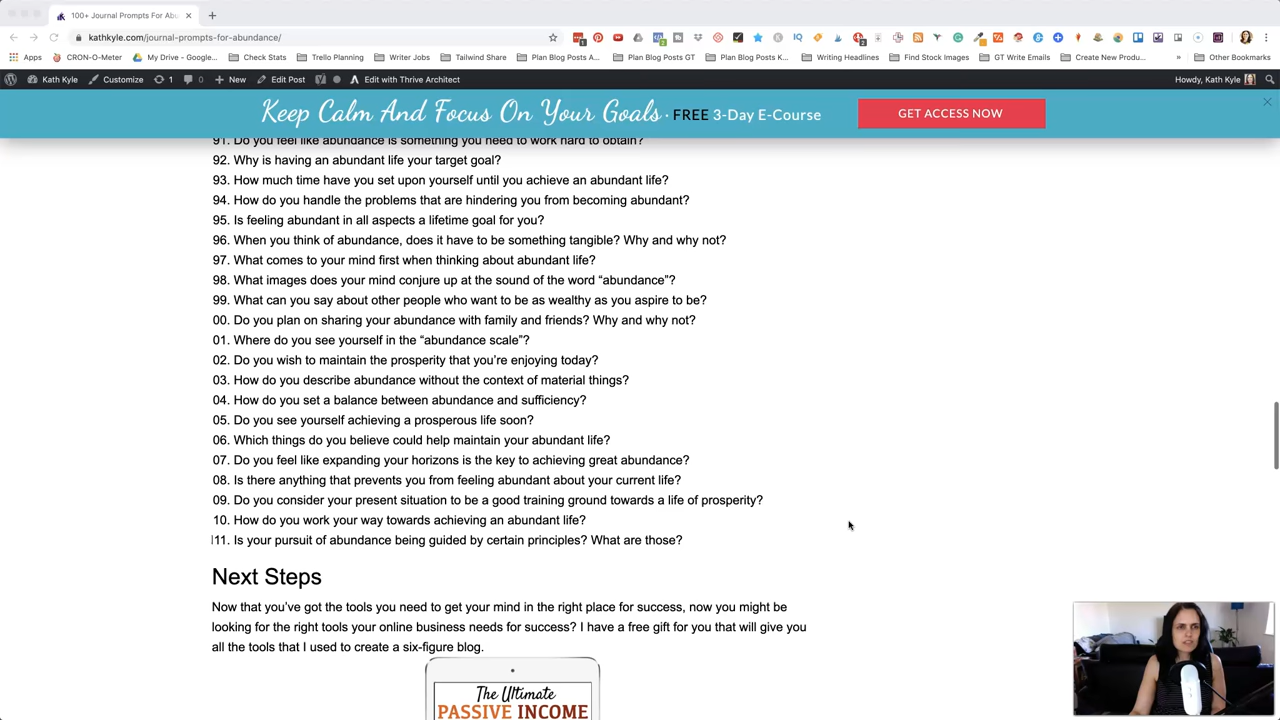 100+ Journal Prompts For Abu
kathkyle.com/journal-prompts-for-abundance/
Apps CRON-O-Meter My Drive - Google... Check Stats Trello Planning Writer Jobs Tailwind Share Plan Blog Posts A... Plan Blog Posts GT Plan Blog Posts K... Writing Headlines Find Stock Images GT Write Emails Create New Produ... » Other Bookmarks
Kath Kyle Customize 1 0 New Edit Post Edit with Thrive Architect Howdy, Kath Kyle
Keep Calm And Focus On Your Goals · FREE 3-Day E-Course GET ACCESS NOW
91. Do you feel like abundance is something you need to work hard to obtain?
92. Why is having an abundant life your target goal?
93. How much time have you set upon yourself until you achieve an abundant life?
94. How do you handle the problems that are hindering you from becoming abundant?
95. Is feeling abundant in all aspects a lifetime goal for you?
96. When you think of abundance, does it have to be something tangible? Why and why not?
97. What comes to your mind first when thinking about abundant life?
98. What images does your mind conjure up at the sound of the word “abundance”?
99. What can you say about other people who want to be as wealthy as you aspire to be?
00. Do you plan on sharing your abundance with family and friends? Why and why not?
01. Where do you see yourself in the “abundance scale”?
02. Do you wish to maintain the prosperity that you’re enjoying today?
03. How do you describe abundance without the context of material things?
04. How do you set a balance between abundance and sufficiency?
05. Do you see yourself achieving a prosperous life soon?
06. Which things do you believe could help maintain your abundant life?
07. Do you feel like expanding your horizons is the key to achieving great abundance?
08. Is there anything that prevents you from feeling abundant about your current life?
09. Do you consider your present situation to be a good training ground towards a life of prosperity?
10. How do you work your way towards achieving an abundant life?
11. Is your pursuit of abundance being guided by certain principles? What are those?
Next Steps
Now that you’ve got the tools you need to get your mind in the right place for success, now you might be
looking for the right tools your online business needs for success? I have a free gift for you that will give you
all the tools that I used to create a six-figure blog.
The Ultimate
PASSIVE INCOME